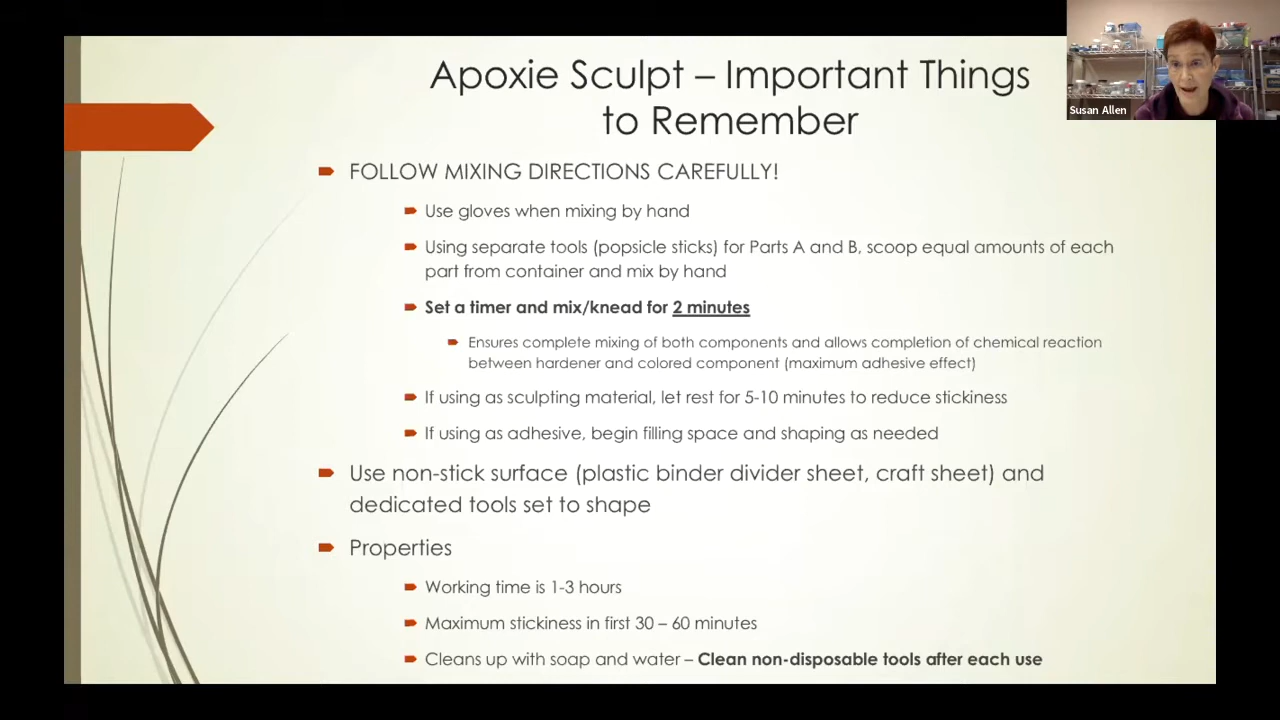 Apoxie Sculpt – Important Things
to Remember
Susan Allen
FOLLOW MIXING DIRECTIONS CAREFULLY!
Use gloves when mixing by hand
Using separate tools (popsicle sticks) for Parts A and B, scoop equal amounts of each
part from container and mix by hand
Set a timer and mix/knead for 2 minutes
Ensures complete mixing of both components and allows completion of chemical reaction
between hardener and colored component (maximum adhesive effect)
If using as sculpting material, let rest for 5-10 minutes to reduce stickiness
If using as adhesive, begin filling space and shaping as needed
Use non-stick surface (plastic binder divider sheet, craft sheet) and
dedicated tools set to shape
Properties
Working time is 1-3 hours
Maximum stickiness in first 30 – 60 minutes
Cleans up with soap and water – Clean non-disposable tools after each use